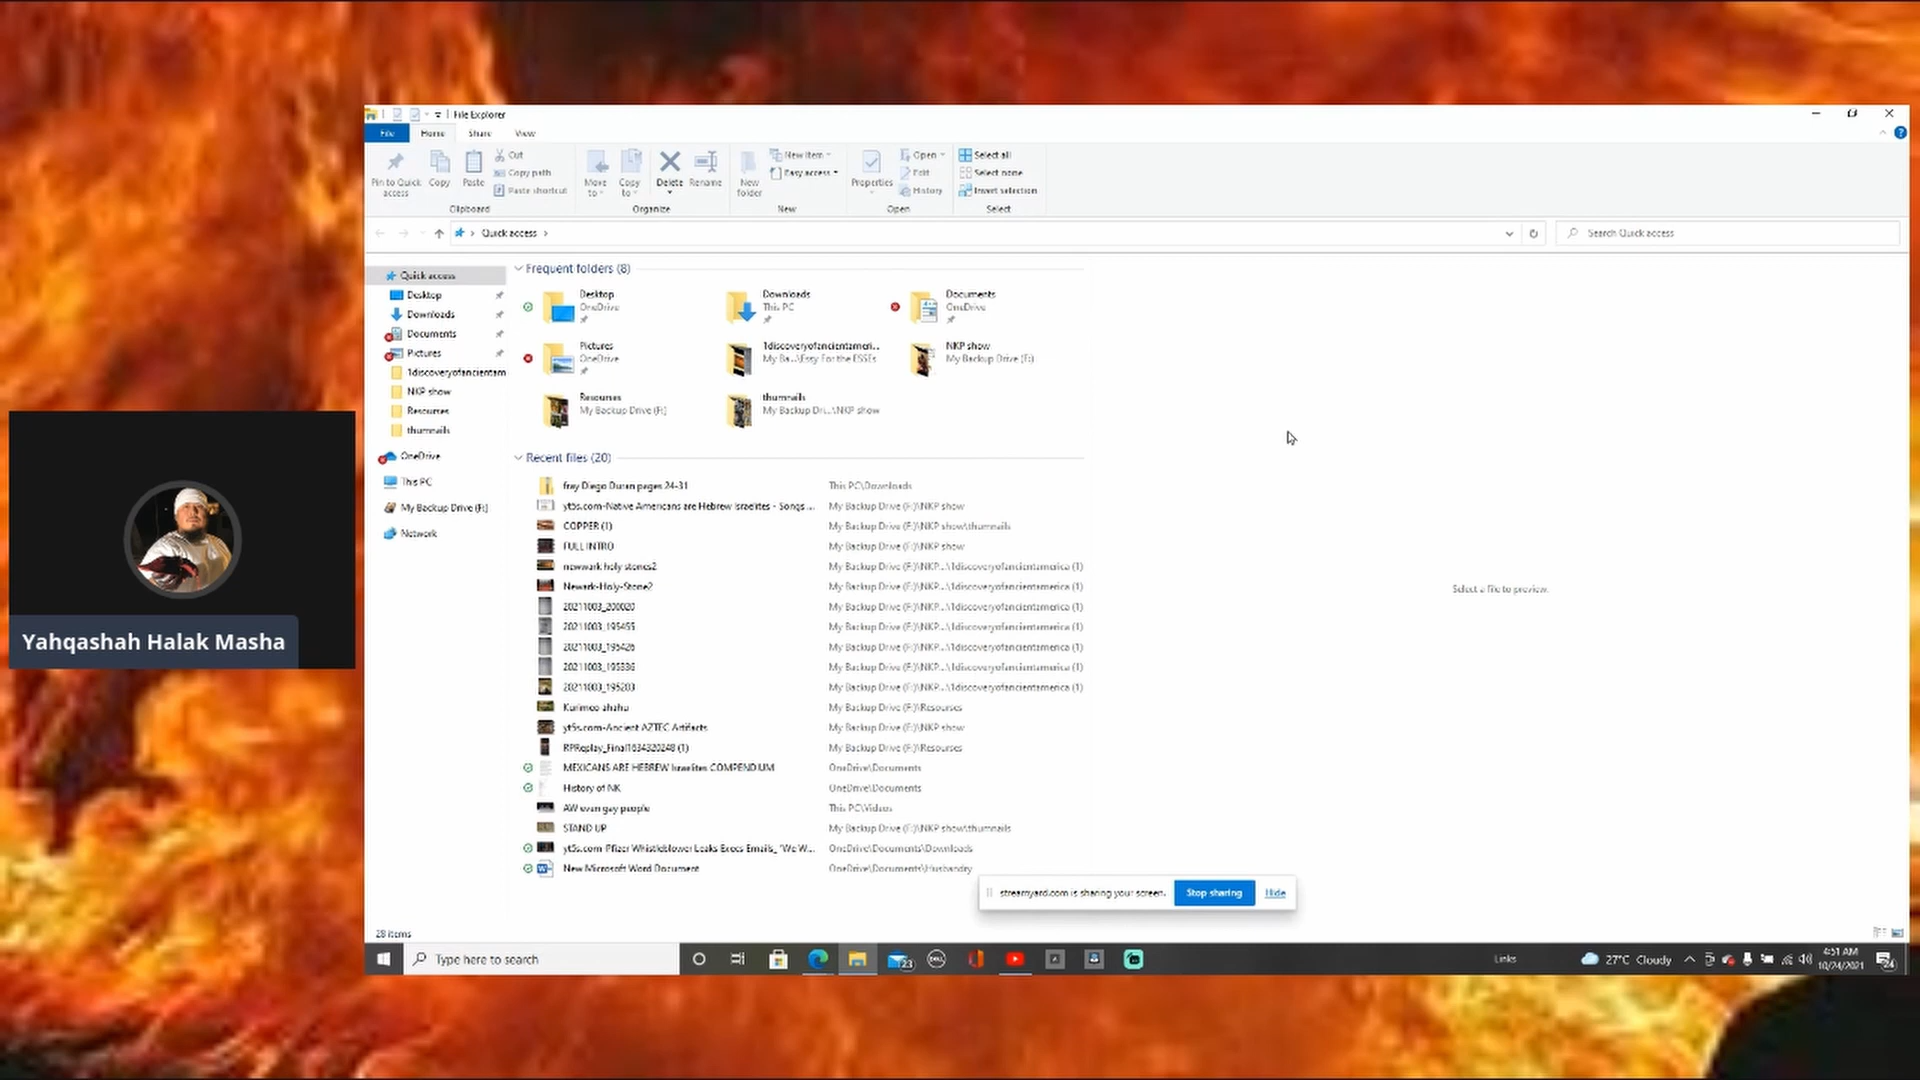 File Explorer
File Home Share View
Pin to Quick access
Copy
Paste
Cut
Copy path
Paste shortcut
Clipboard
Move to
Copy to
Delete
Rename
Organize
New folder
New item
Easy access
New
Properties
Open
Edit
History
Open
Select all
Select none
Invert selection
Select
Quick access
Search Quick access
Quick access
Desktop
Downloads
Documents
Pictures
1discoveryofancientam
NKP show
Resourses
thumnails
OneDrive
This PC
My Backup Drive (F:)
Network
Frequent folders (8)
Desktop
OneDrive
Downloads
This PC
Documents
OneDrive
Pictures
OneDrive
1discoveryofancientameri...
My Ba...\Essy For the ESSEs
NKP show
My Backup Drive (F:)
Resourses
My Backup Drive (F:)
thumnails
My Backup Dri...\NKP show
Recent files (20)
fray Diego Duran pages 24-31 This PC\Downloads
yt5s.com-Native Americans are Hebrew Israelites - Songs ... My Backup Drive (F:)\NKP show
COPPER (1) My Backup Drive (F:)\NKP show\thumnails
FULL INTRO My Backup Drive (F:)\NKP show
newwark holy stones2 My Backup Drive (F:)\NKP...\1discoveryofancientamerica (1)
Newark-Holy-Stone2 My Backup Drive (F:)\NKP...\1discoveryofancientamerica (1)
20211003_200020 My Backup Drive (F:)\NKP...\1discoveryofancientamerica (1)
20211003_195455 My Backup Drive (F:)\NKP...\1discoveryofancientamerica (1)
20211003_195426 My Backup Drive (F:)\NKP...\1discoveryofancientamerica (1)
20211003_195336 My Backup Drive (F:)\NKP...\1discoveryofancientamerica (1)
20211003_195203 My Backup Drive (F:)\NKP...\1discoveryofancientamerica (1)
Kurimeo ahahu My Backup Drive (F:)\Resourses
yt5s.com-Ancient AZTEC Artifacts My Backup Drive (F:)\NKP show
RPReplay_Final1634320248 (1) My Backup Drive (F:)\Resourses
MEXICANS ARE HEBREW Israelites COMPENDIUM OneDrive\Documents
History of NK OneDrive\Documents
AW even gay people This PC\Videos
STAND UP My Backup Drive (F:)\NKP show\thumnails
yt5s.com-Pfizer Whistleblower Leaks Execs Emails_ 'We W... OneDrive\Documents\Downloads
New Microsoft Word Document OneDrive\Documents\Husbandry
Select a file to preview.
streamyard.com is sharing your screen. Stop sharing Hide
28 items
Type here to search
23
DELL
Links
27°C Cloudy
4:51 AM
10/24/2021
24
Yahqashah Halak Masha